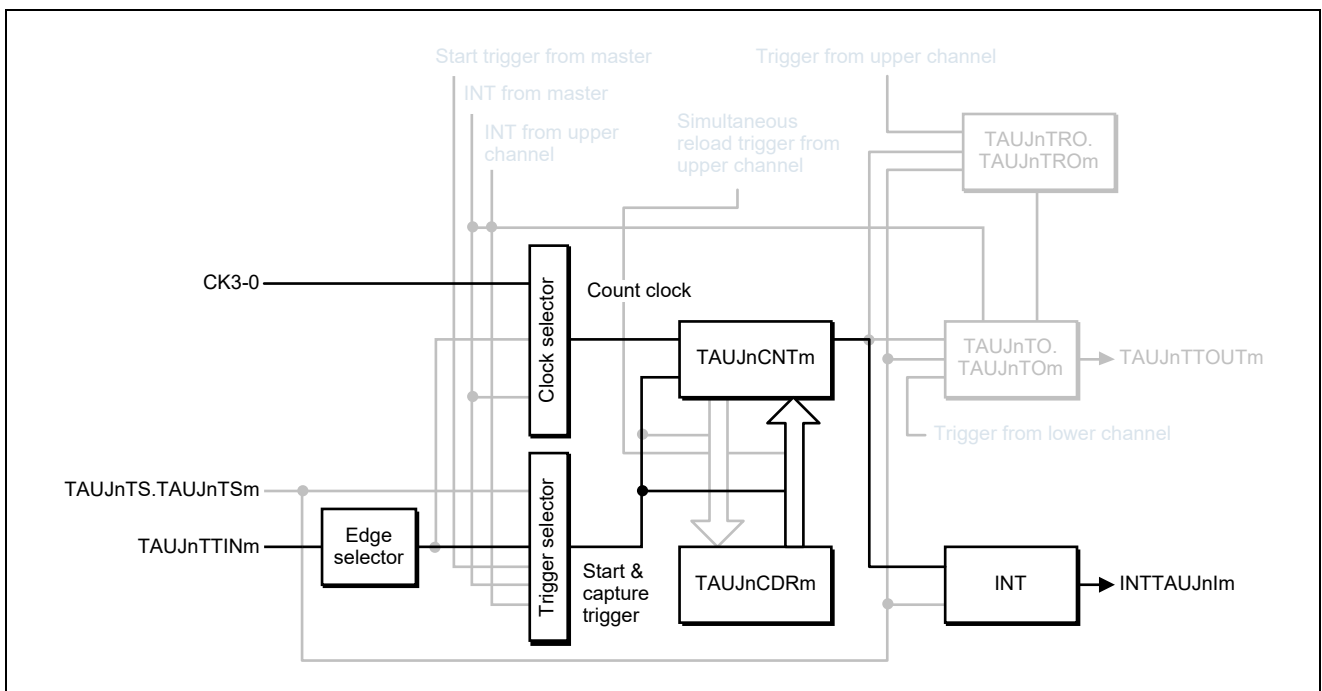 Start trigger from master
Trigger from upper channel
INT from master
INT from upper
channel
Simultaneous
reload trigger from
upper channel
TAUJnTRO.
TAUJnTROm
CK3-0
Clock selector
Count clock
TAUJnCNTm
TAUJnTO.
TAUJnTOm
TAUJnTTOUTm
Trigger from lower channel
TAUJnTS.TAUJnTSm
TAUJnTTINm
Edge
selector
Trigger selector
Start &
capture
trigger
TAUJnCDRm
INT
INTTAUJnIm